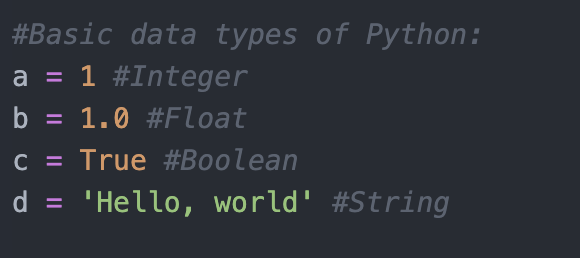 #Basic data types of Python:
a = 1 #Integer
b = 1.0 #Float
c = True #Boolean
d = 'Hello, world' #String